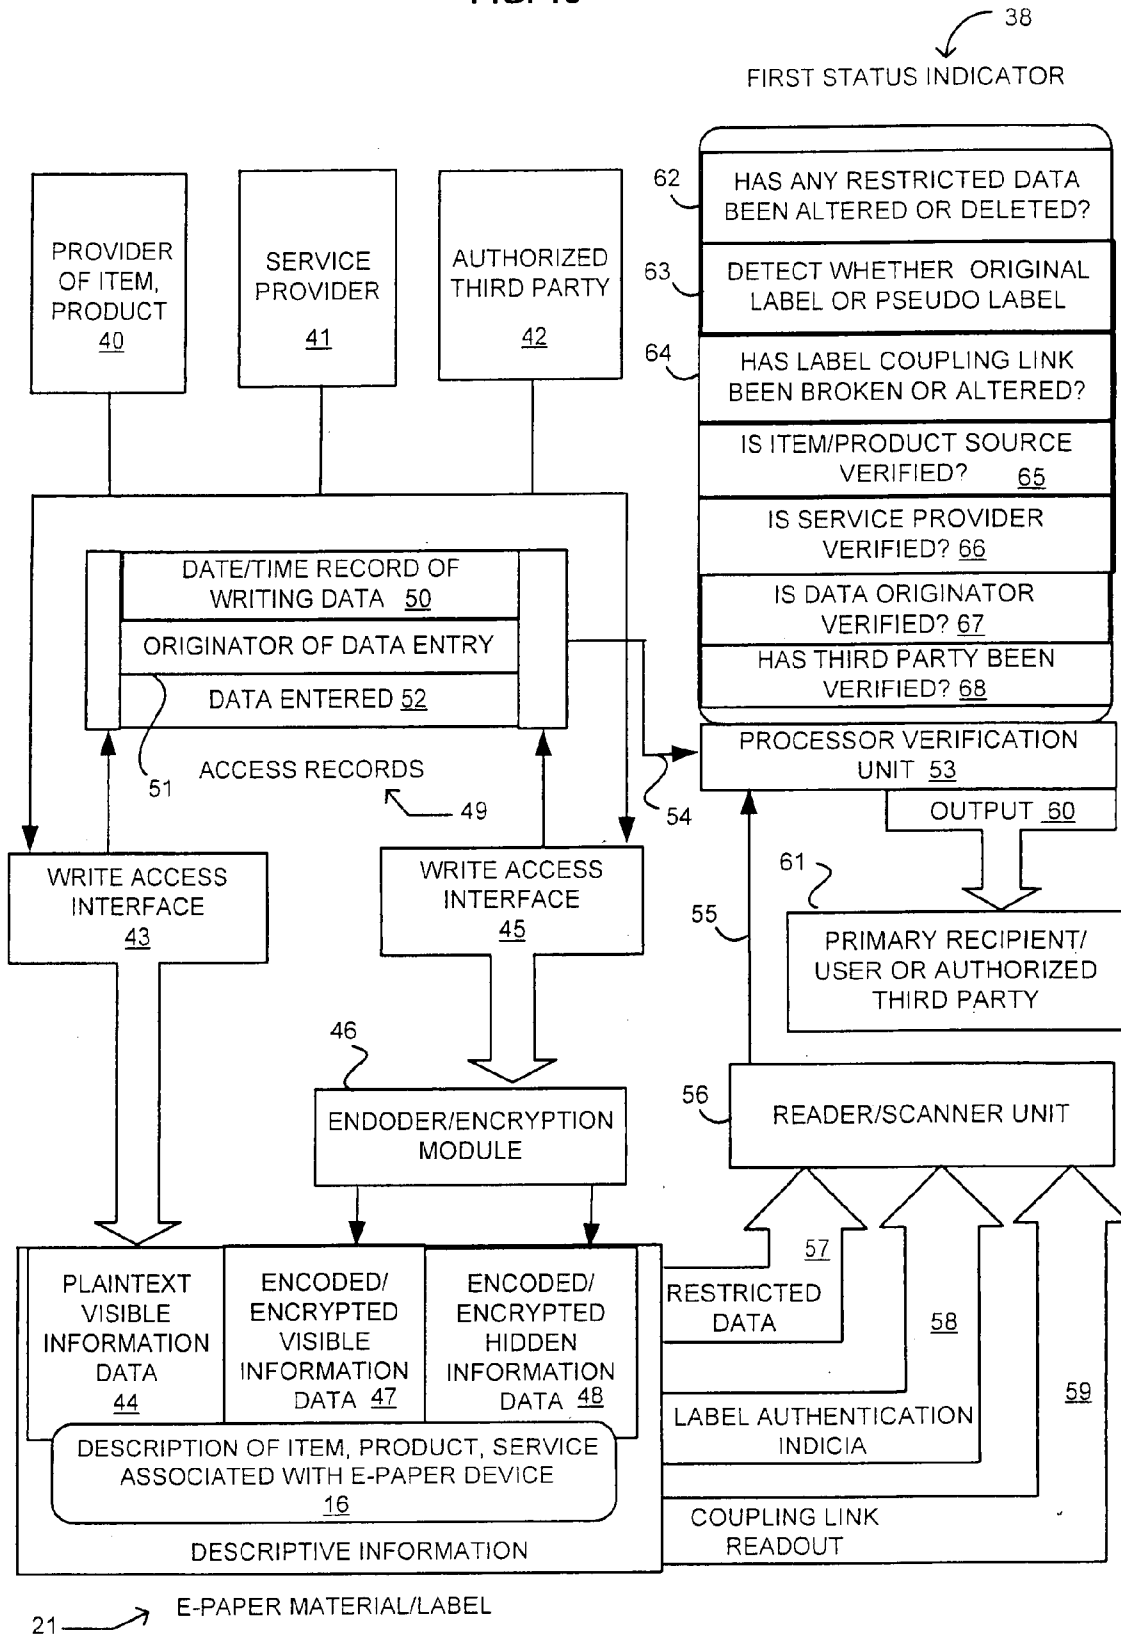 38
FIRST STATUS INDICATOR
62
HAS ANY RESTRICTED DATA
BEEN ALTERED OR DELETED?
63
DETECT WHETHER ORIGINAL
LABEL OR PSEUDO LABEL
64
HAS LABEL COUPLING LINK
BEEN BROKEN OR ALTERED?
IS ITEM/PRODUCT SOURCE
VERIFIED? 65
IS SERVICE PROVIDER
VERIFIED? 66
IS DATA ORIGINATOR
VERIFIED? 67
HAS THIRD PARTY BEEN
VERIFIED? 68
PROCESSOR VERIFICATION
UNIT 53
OUTPUT 60
PROVIDER
OF ITEM,
PRODUCT
40
SERVICE
PROVIDER
41
AUTHORIZED
THIRD PARTY
42
DATE/TIME RECORD OF
WRITING DATA 50
ORIGINATOR OF DATA ENTRY
DATA ENTERED 52
51
ACCESS RECORDS
49
54
WRITE ACCESS
INTERFACE
43
WRITE ACCESS
INTERFACE
45
61
PRIMARY RECIPIENT/
USER OR AUTHORIZED
THIRD PARTY
55
46
ENDODER/ENCRYPTION
MODULE
56
READER/SCANNER UNIT
PLAINTEXT
VISIBLE
INFORMATION
DATA
44
ENCODED/
ENCRYPTED
VISIBLE
INFORMATION
DATA 47
ENCODED/
ENCRYPTED
HIDDEN
INFORMATION
DATA 48
57
RESTRICTED
DATA
58
LABEL AUTHENTICATION
INDICIA
59
COUPLING LINK
READOUT
DESCRIPTION OF ITEM, PRODUCT, SERVICE
ASSOCIATED WITH E-PAPER DEVICE
16
DESCRIPTIVE INFORMATION
21
E-PAPER MATERIAL/LABEL